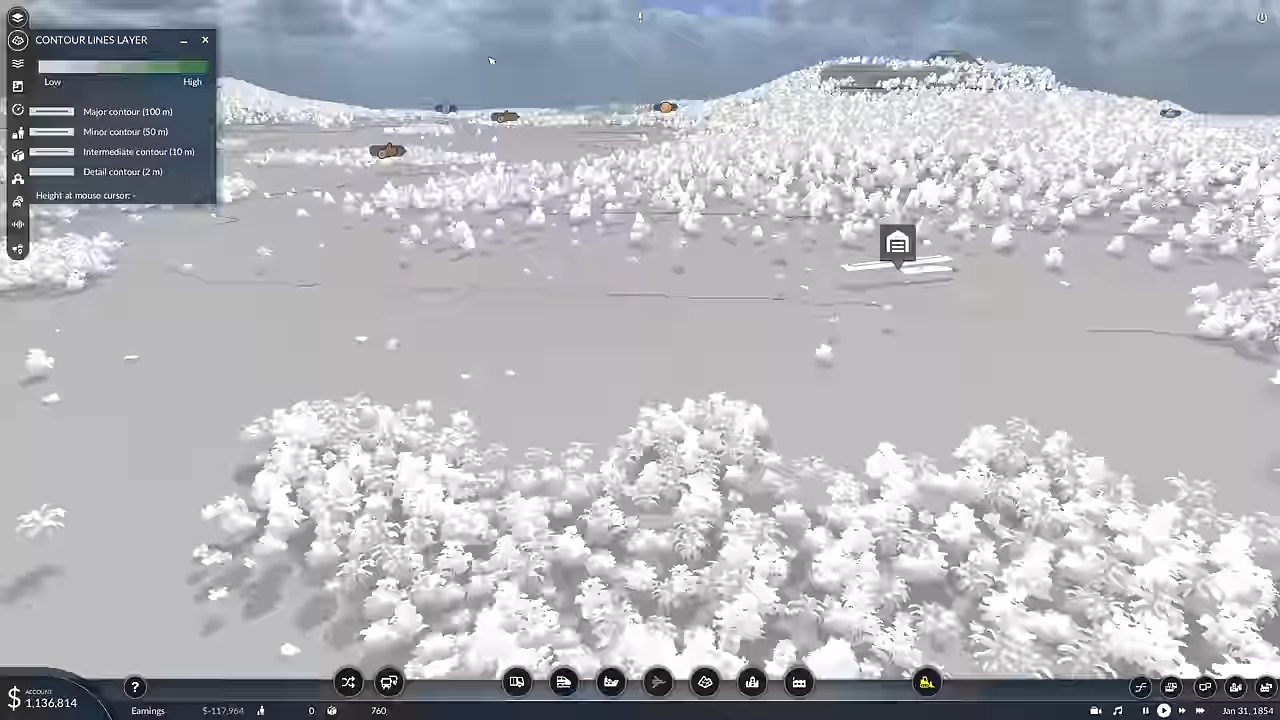 CONTOUR LINES LAYER
Low High
Major contour (100 m)
Minor contour (50 m)
Intermediate contour (10 m)
Detail contour (2 m)
Height at mouse cursor: -
$ ACCOUNT
1,136,814
?
Earnings $-117,964 0 760
Jan 31, 1854